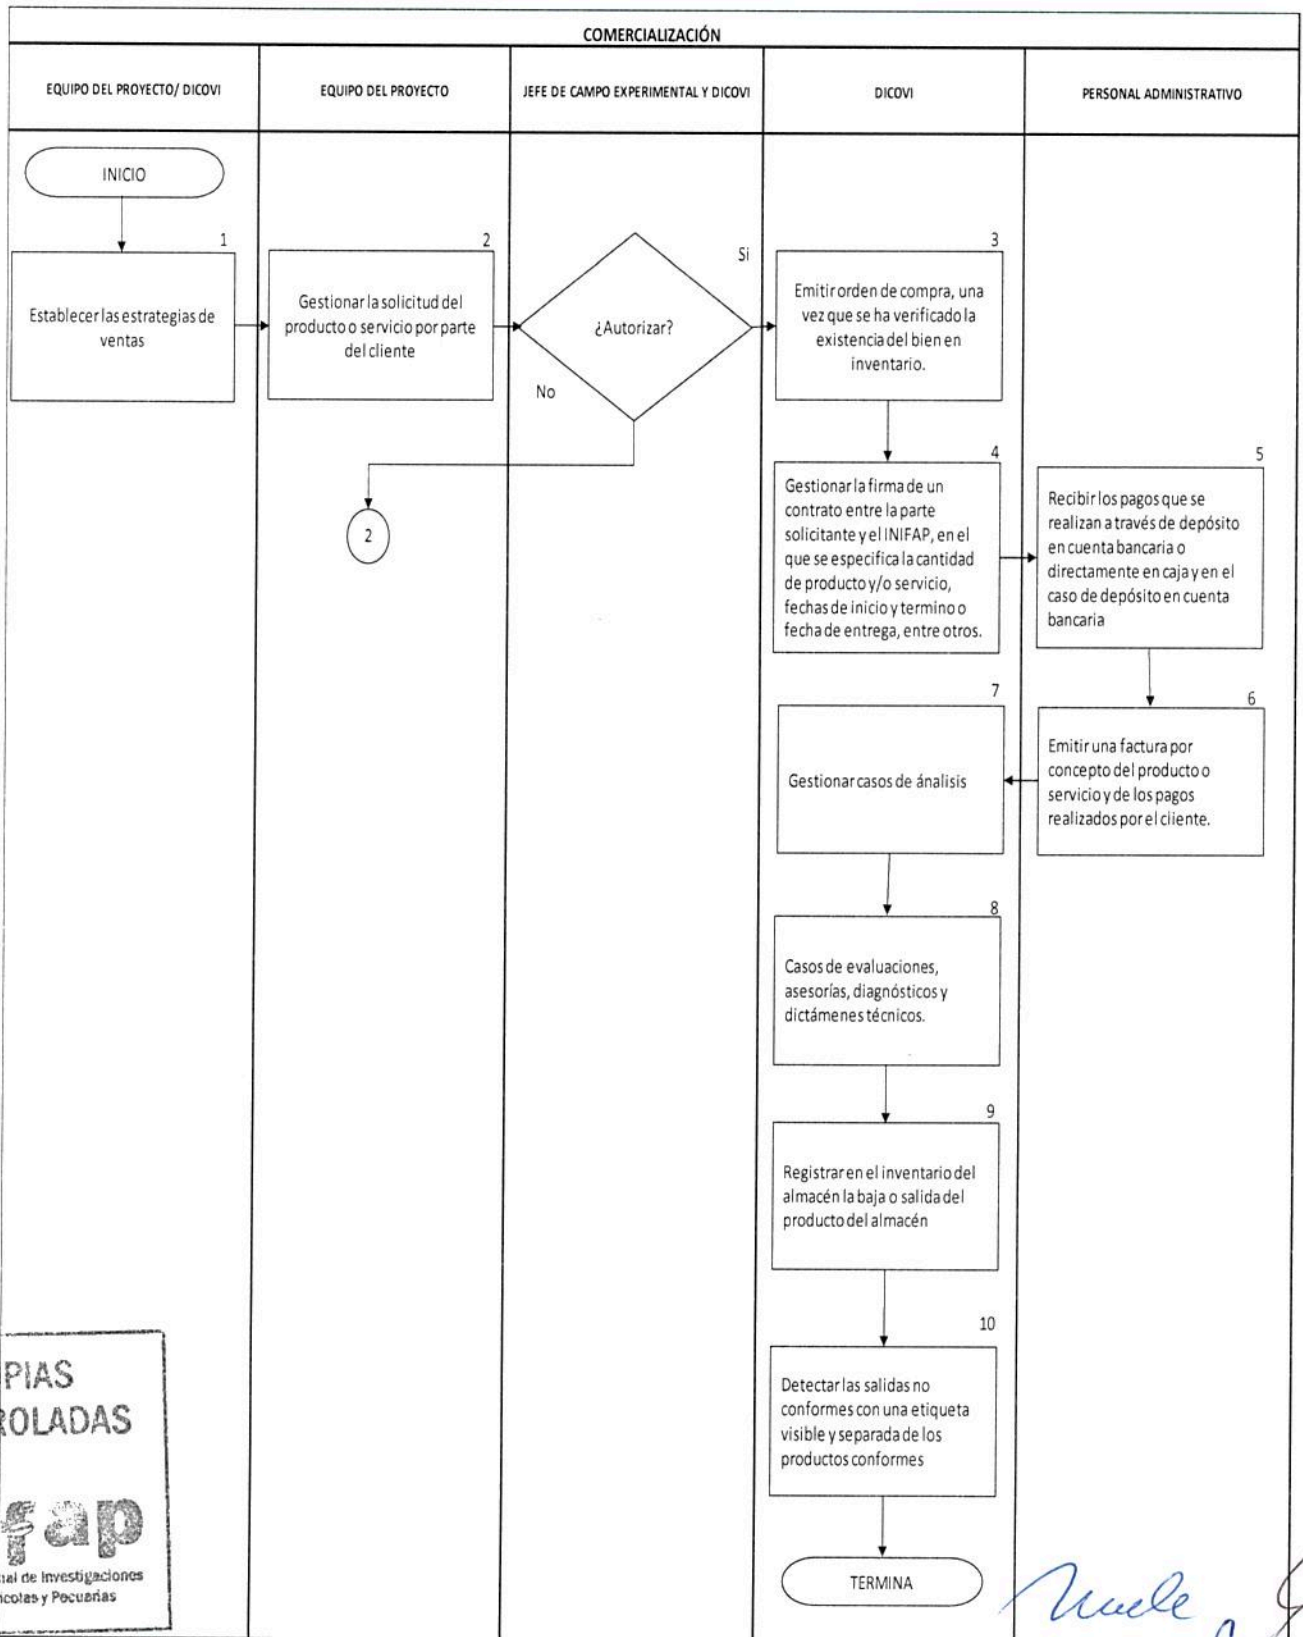 COMERCIALIZACIÓN
EQUIPO DEL PROYECTO/ DICOVI
EQUIPO DEL PROYECTO
JEFE DE CAMPO EXPERIMENTAL Y DICOVI
DICOVI
PERSONAL ADMINISTRATIVO
INICIO
1
Establecer las estrategias de
ventas
2
Gestionar la solicitud del
producto o servicio por parte
del cliente
¿Autorizar?
Si
No
2
3
Emitir orden de compra, una
vez que se ha verificado la
existencia del bien en
inventario.
4
Gestionar la firma de un
contrato entre la parte
solicitante y el INIFAP, en el
que se especifica la cantidad
de producto y/o servicio,
fechas de inicio y termino o
fecha de entrega, entre otros.
5
Recibir los pagos que se
realizan a través de depósito
en cuenta bancaria o
directamente en caja y en el
caso de depósito en cuenta
bancaria
6
Emitir una factura por
concepto del producto o
servicio y de los pagos
realizados por el cliente.
7
Gestionar casos de ánalisis
8
Casos de evaluaciones,
asesorías, diagnósticos y
dictámenes técnicos.
9
Registrar en el inventario del
almacén la baja o salida del
producto del almacén
10
Detectar las salidas no
conformes con una etiqueta
visible y separada de los
productos conformes
TERMINA
PIAS
ROLADAS
fap
nal de Investigaciones
ícolas y Pecuarias